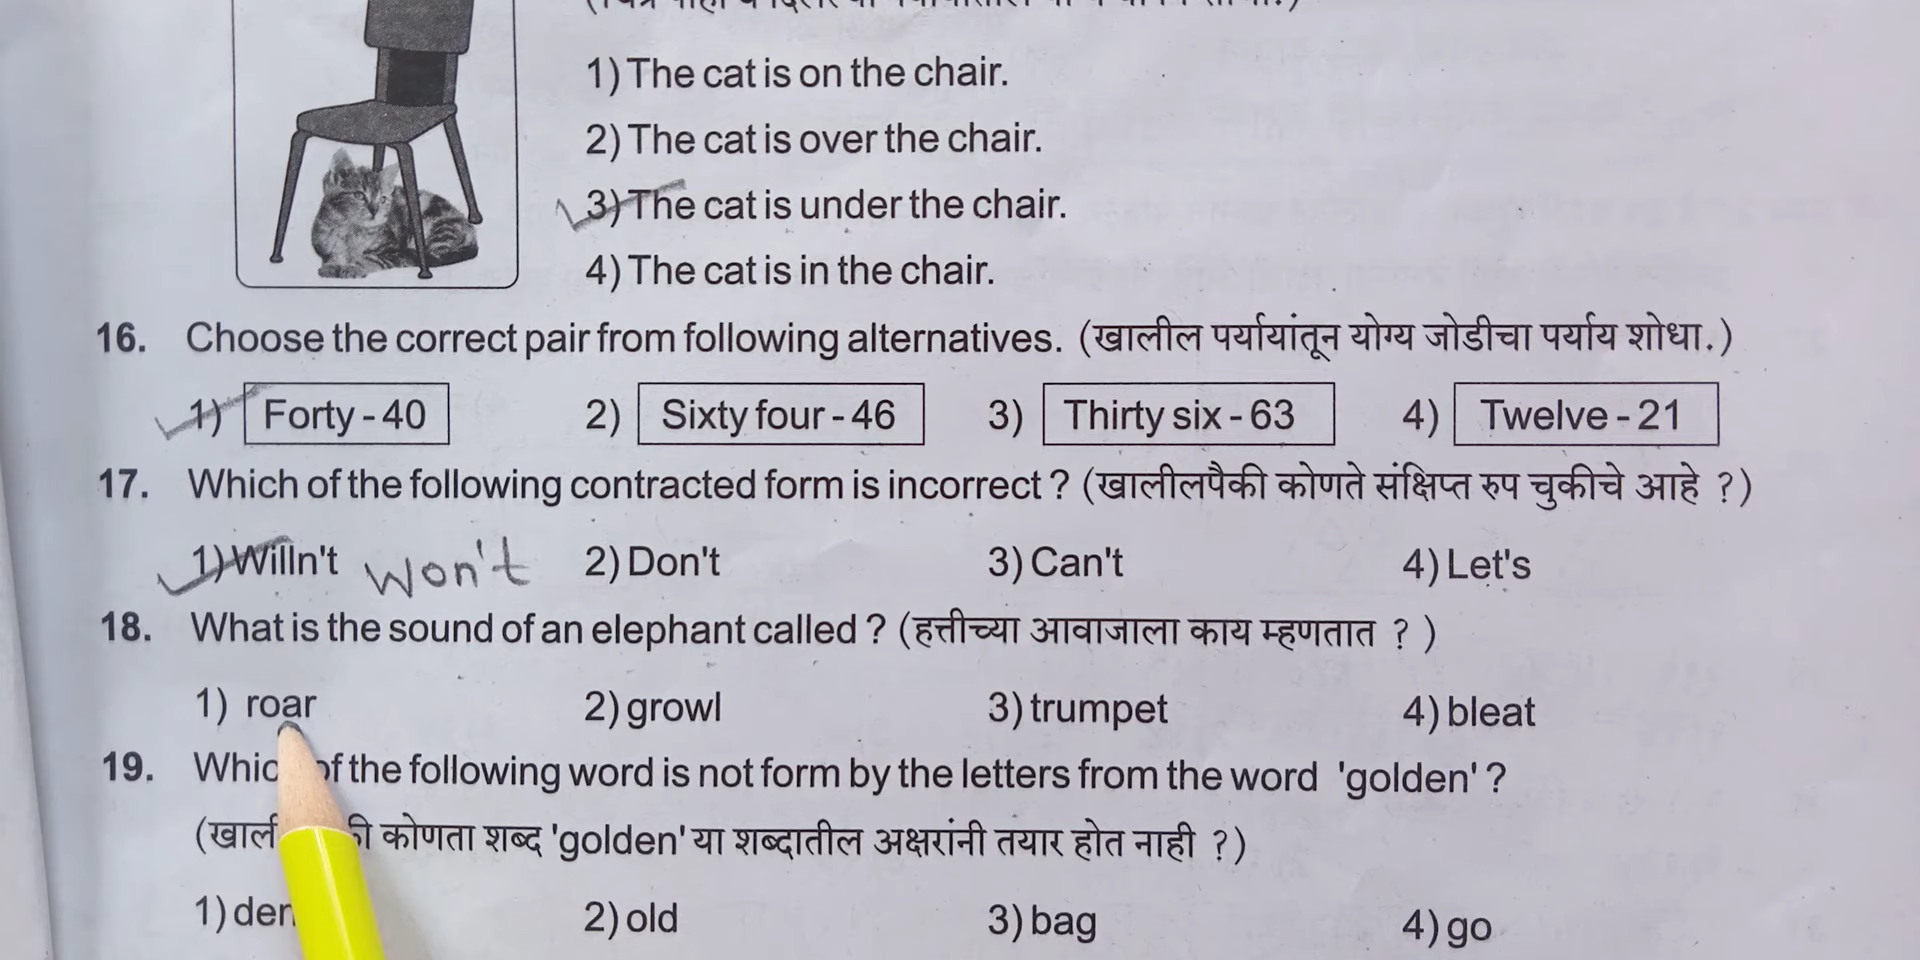 1) The cat is on the chair.
2) The cat is over the chair.
3) The cat is under the chair.
4) The cat is in the chair.
16. Choose the correct pair from following alternatives. (खालील पर्यायांतून योग्य जोडीचा पर्याय शोधा.)
1) Forty - 40 2) Sixty four - 46 3) Thirty six - 63 4) Twelve - 21
17. Which of the following contracted form is incorrect ? (खालीलपैकी कोणते संक्षिप्त रुप चुकीचे आहे ?)
1) Willn't won't 2) Don't 3) Can't 4) Let's
18. What is the sound of an elephant called ? (हत्तीच्या आवाजाला काय म्हणतात ? )
1) roar 2) growl 3) trumpet 4) bleat
19. of the following word is not form by the letters from the word 'golden' ?
कोणता शब्द 'golden' या शब्दातील अक्षरांनी तयार होत नाही ?)
1) 2) old 3) bag 4) go